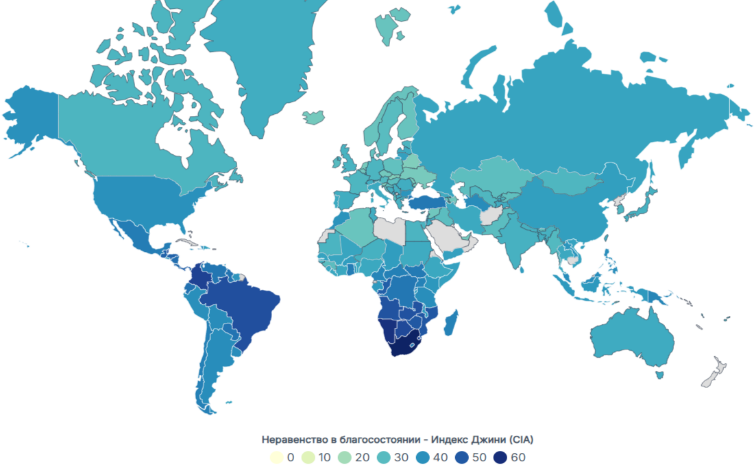 Неравенство в благосостоянии - Индекс Джини (CIA)
0 10 20 30 40 50 60